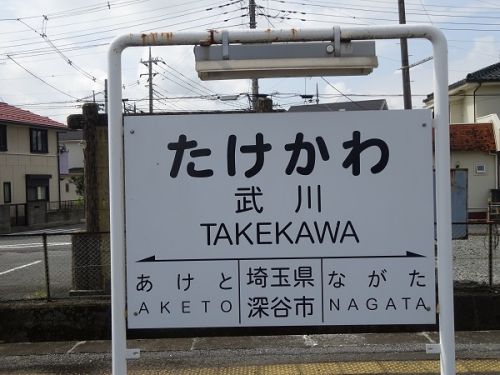 たけかわ
武川
TAKEKAWA
あけと 埼玉県 ながた
AKETO 深谷市 NAGATA